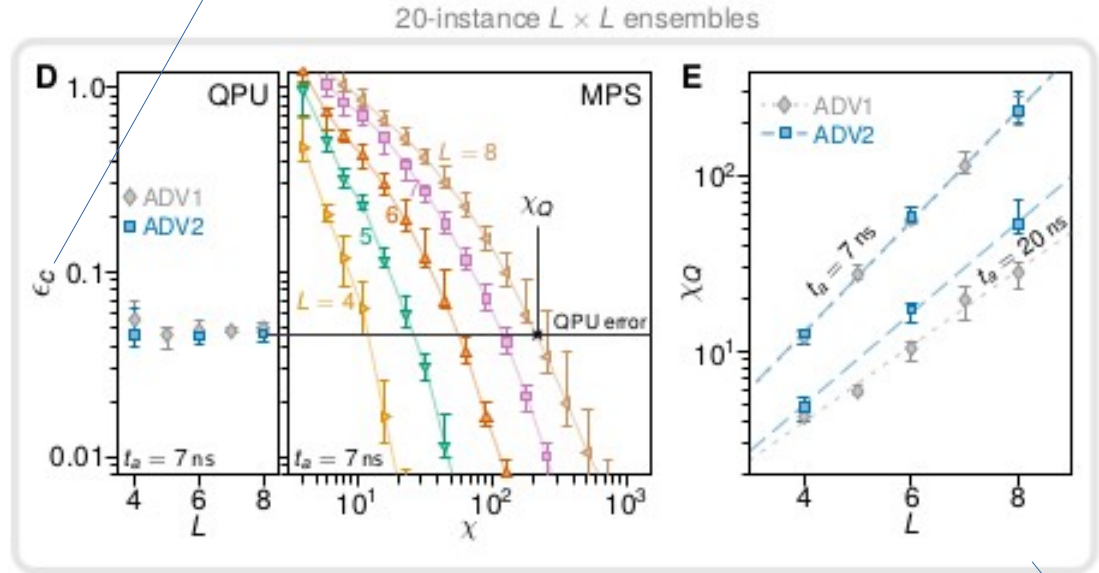 20-instance L × L ensembles
D
QPU
MPS
E
1.0
0.1
0.01
ϵc
ADV1
ADV2
tₐ = 7 ns
4 6 8
L
L = 8
7
6
5
L = 4
χQ
QPU error
tₐ = 7 ns
10¹ 10² 10³
χ
ADV1
ADV2
10²
10¹
χQ
tₐ = 7 ns
tₐ = 20 ns
4 6 8
L